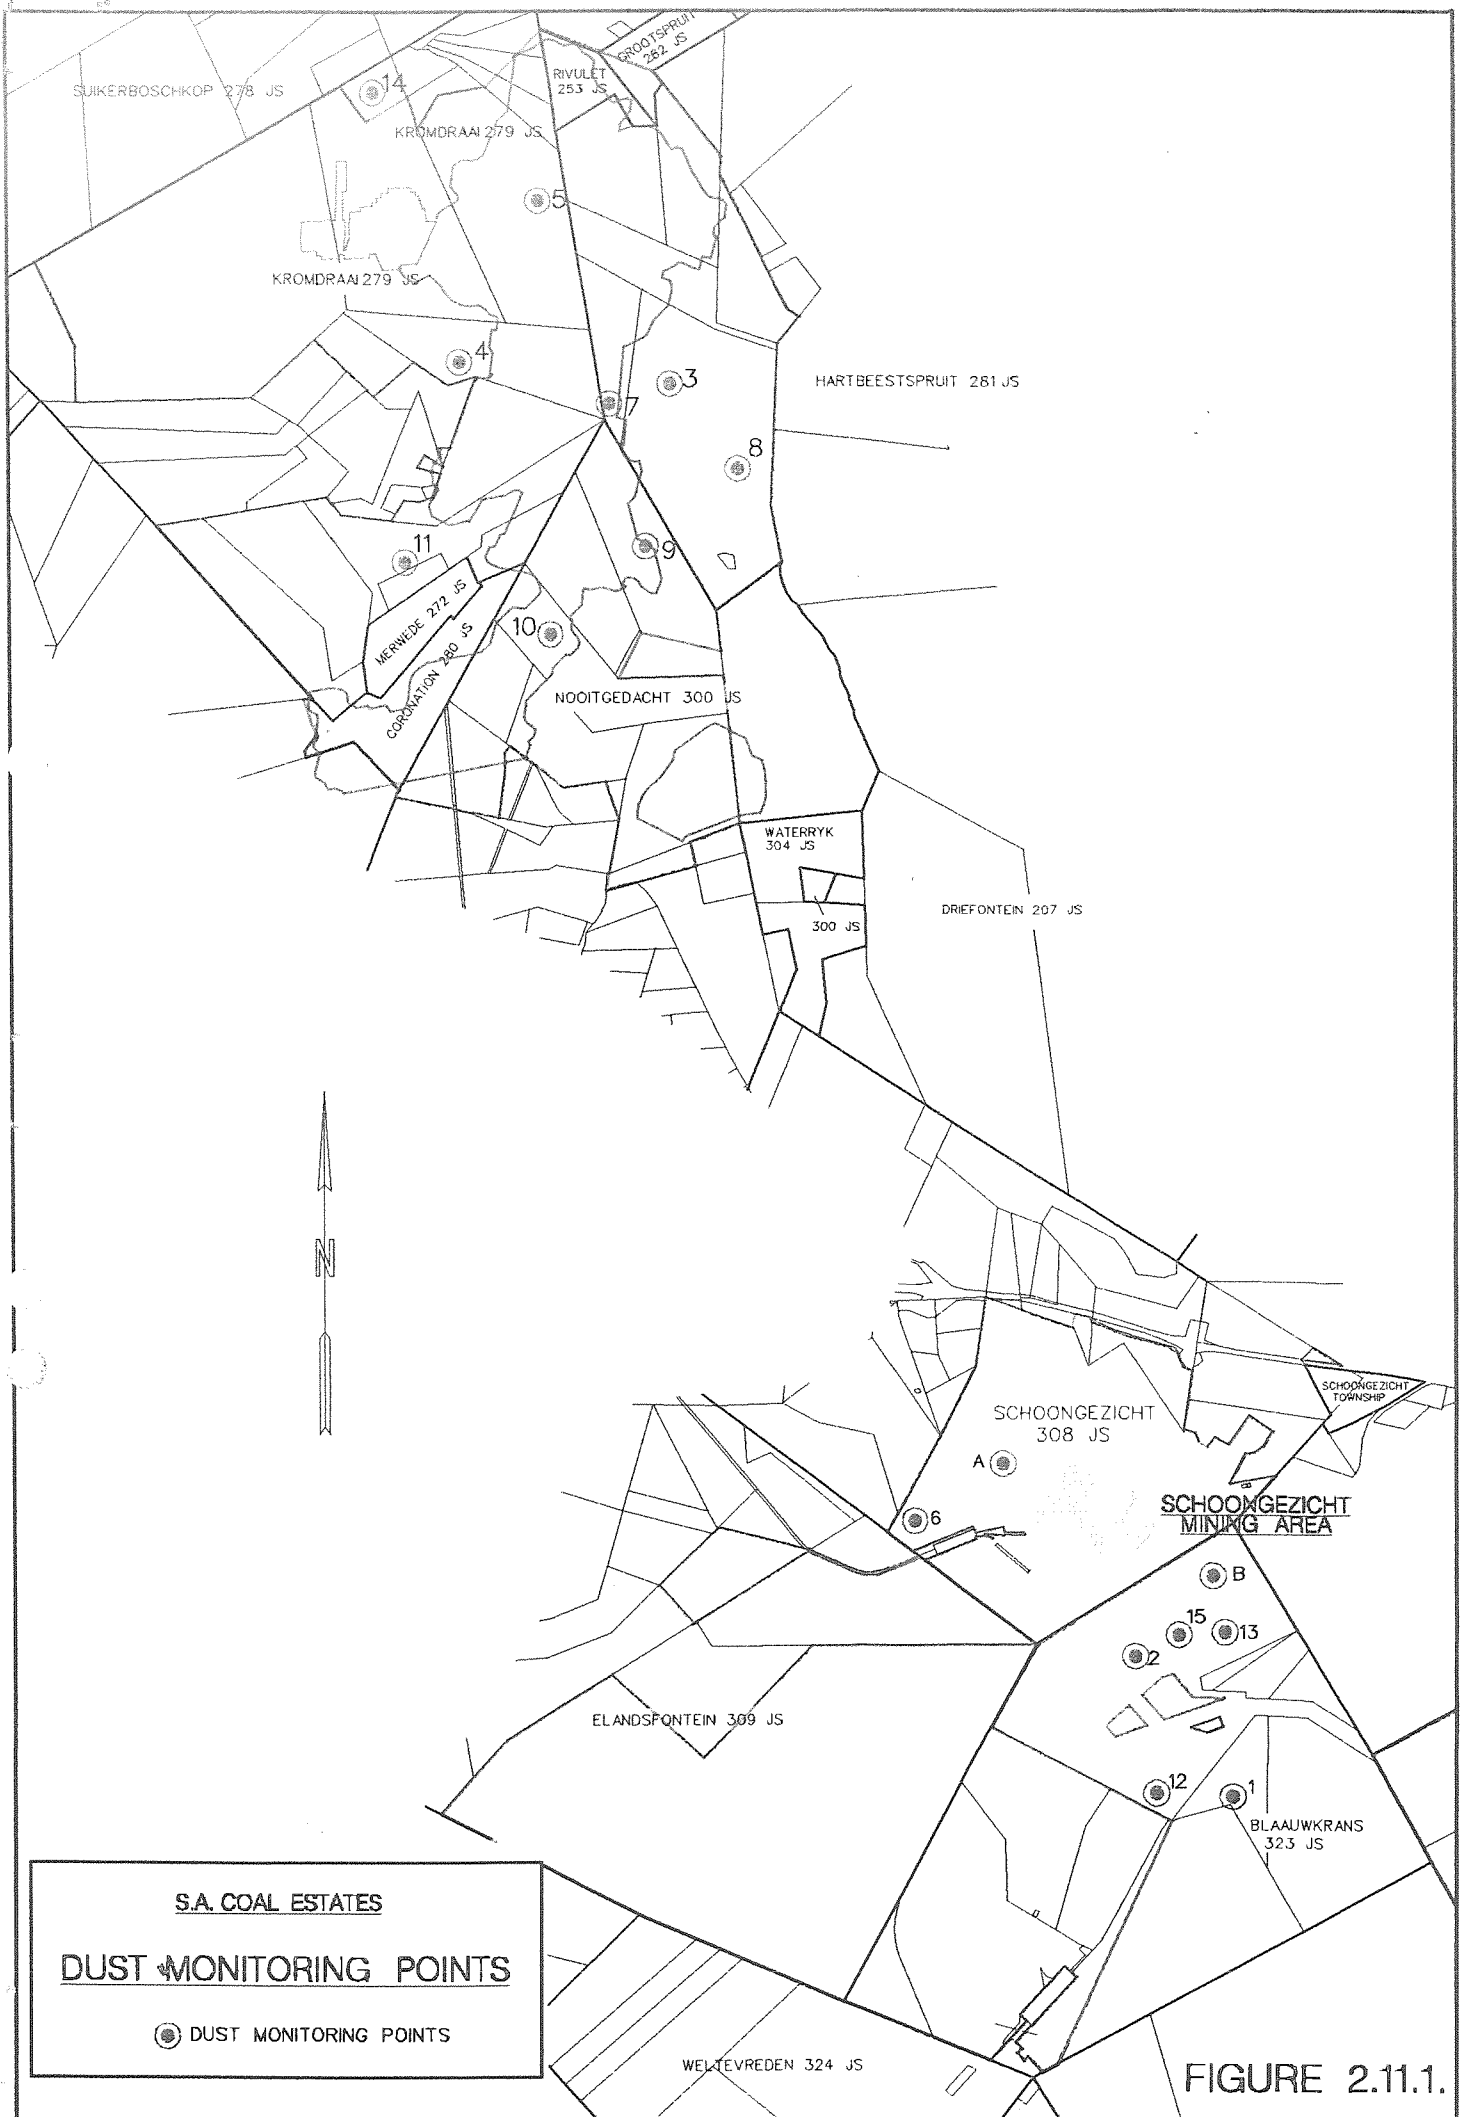 GROOTSPRUIT
262 JS
RIVULET
253 JS
SUIKERBOSCHKOP 278 JS
14
KROMDRAAI 279 JS
5
KROMDRAAI 279 JS
4
3
7
HARTBEESTSPRUIT 281 JS
8
11
9
MERWEDE 272 JS
10
CORONATION 280 JS
NOOITGEDACHT 300 JS
WATERRYK
304 JS
300 JS
DRIEFONTEIN 207 JS
N
SCHOONGEZICHT
TOWNSHIP
SCHOONGEZICHT
308 JS
A
6
SCHOONGEZICHT
MINING AREA
B
15
13
2
ELANDSFONTEIN 309 JS
12
1
BLAAUWKRANS
323 JS
S.A. COAL ESTATES
DUST MONITORING POINTS
DUST MONITORING POINTS
WELTEVREDEN 324 JS
FIGURE 2.11.1.